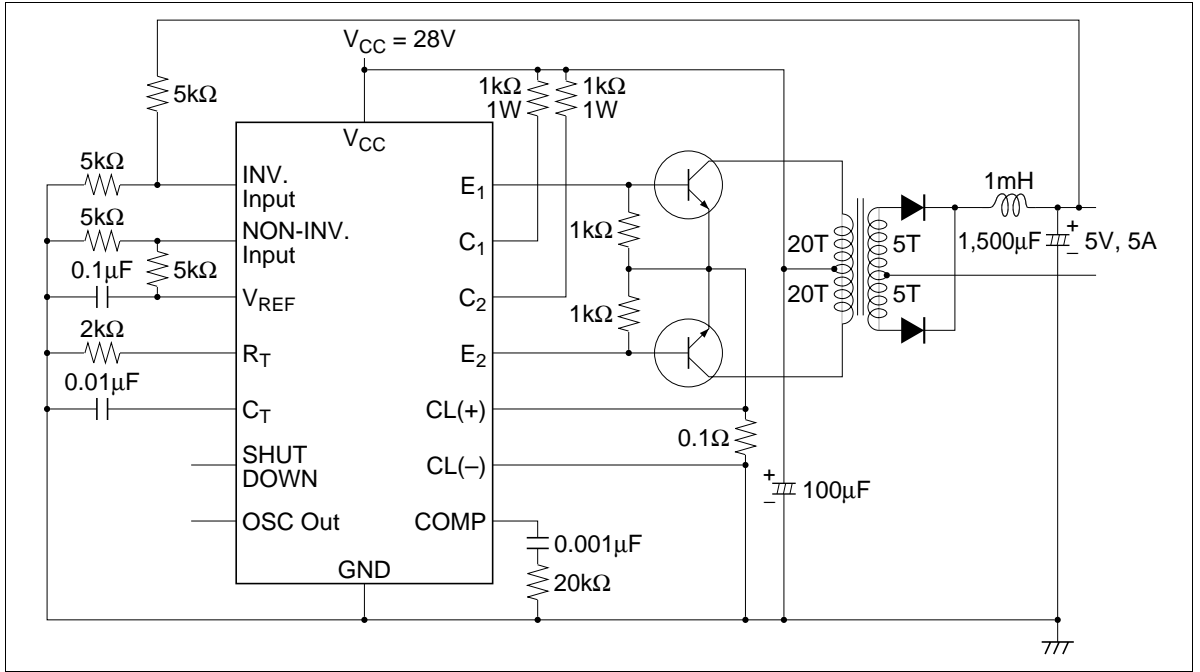 V_CC = 28V
5kΩ
1kΩ
1W
1kΩ
1W
V_CC
5kΩ
INV.
Input
E_1
5kΩ
NON-INV.
Input
C_1
1kΩ
5kΩ
0.1μF
V_REF
C_2
1kΩ
2kΩ
R_T
E_2
0.01μF
C_T
CL(+)
0.1Ω
SHUT
DOWN
CL(–)
OSC Out
COMP
0.001μF
20kΩ
GND
20T
20T
5T
5T
1mH
1,500μF
+
–
5V, 5A
+
–
100μF